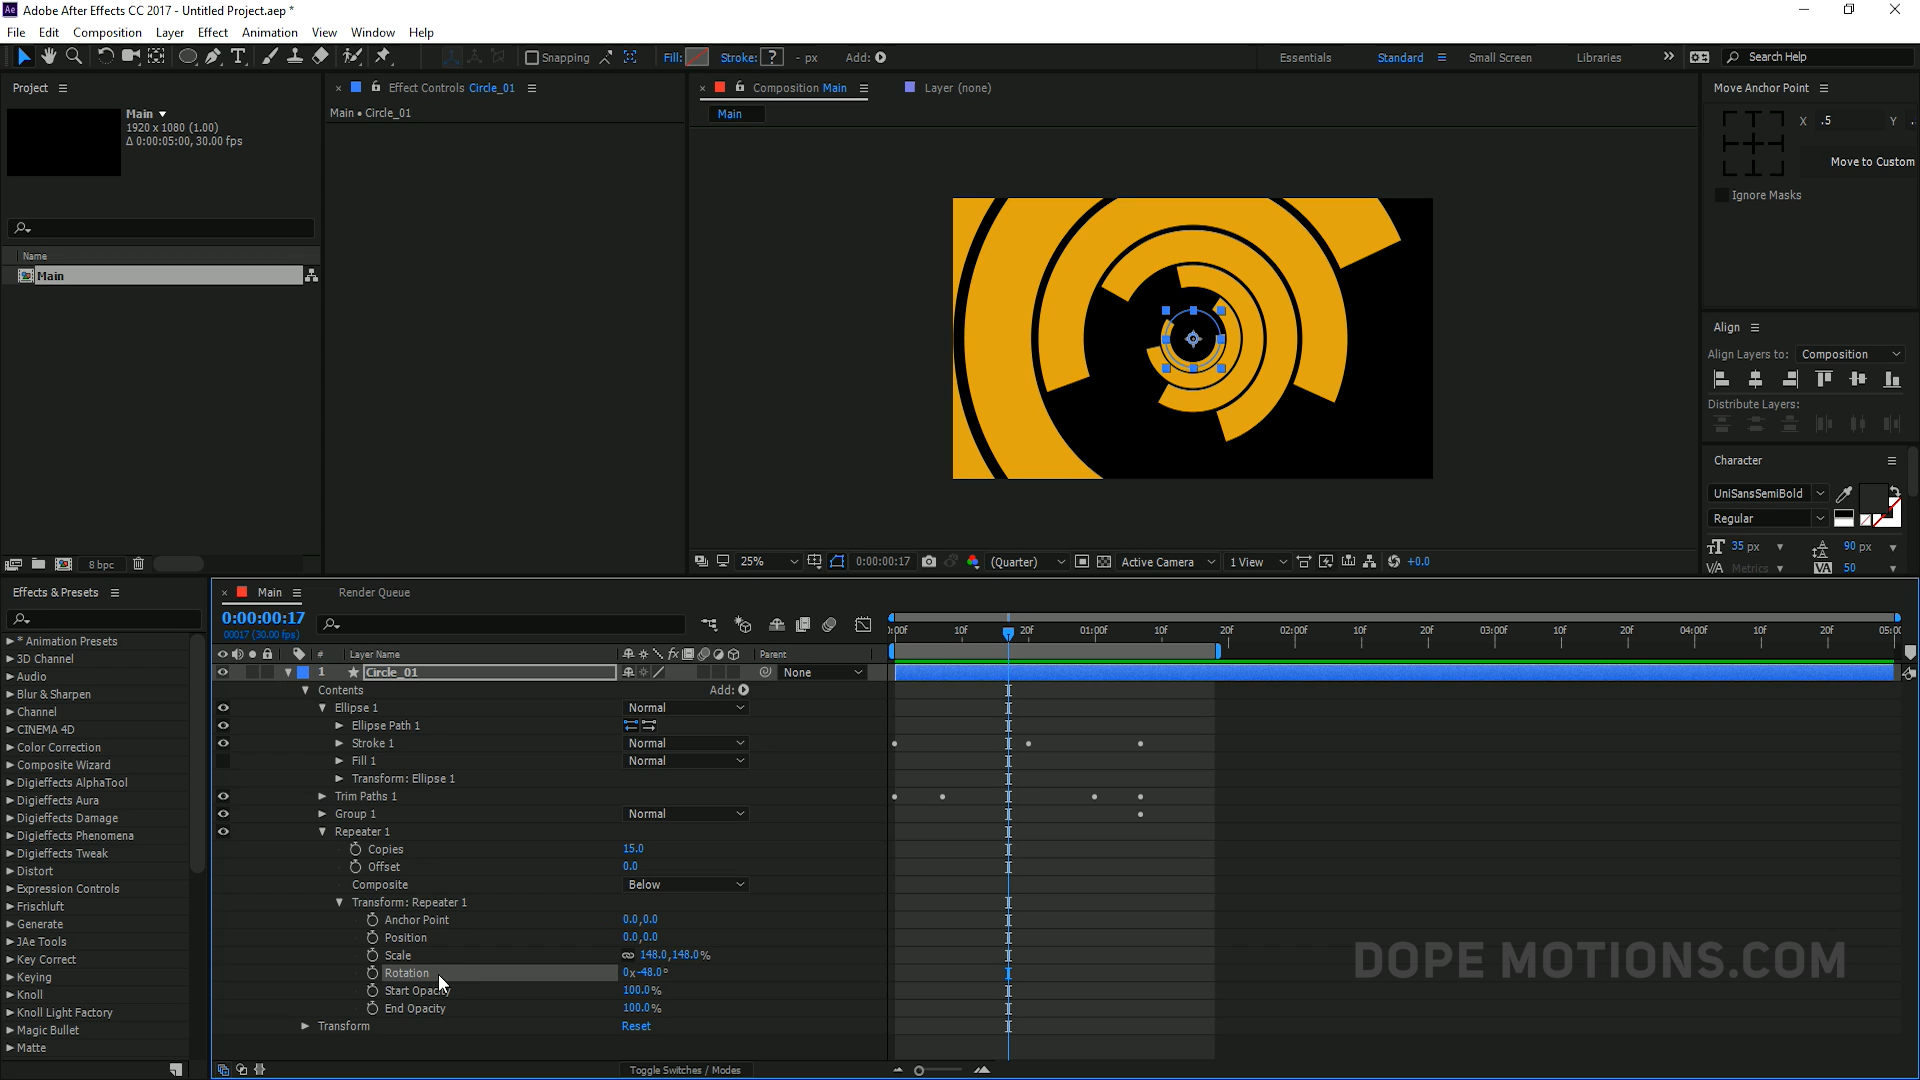 Adobe After Effects CC 2017 - Untitled Project.aep *
File Edit Composition Layer Effect Animation View Window Help
Snapping Fill: Stroke: ? - px Add: Essentials Standard Small Screen Libraries Search Help
Project
Main
1920 x 1080 (1.00)
Δ 0:00:05:00, 30.00 fps
Name
Main
8 bpc
Effect Controls Circle_01
Main • Circle_01
Composition Main Layer (none)
Main
25% 0:00:00:17 (Quarter) Active Camera 1 View +0.0
Move Anchor Point
X .5 Y .
Move to Custom
Ignore Masks
Align
Align Layers to: Composition
Distribute Layers:
Character
UniSansSemiBold
Regular
35 px 90 px
Metrics 50
Effects & Presets
* Animation Presets
3D Channel
Audio
Blur & Sharpen
Channel
CINEMA 4D
Color Correction
Composite Wizard
Digieffects AlphaTool
Digieffects Aura
Digieffects Damage
Digieffects Phenomena
Digieffects Tweak
Distort
Expression Controls
Frischluft
Generate
JAe Tools
Key Correct
Keying
Knoll
Knoll Light Factory
Magic Bullet
Matte
Main Render Queue
0:00:00:17
00017 (30.00 fps)
:00f 10f 20f 01:00f 10f 20f 02:00f 10f 20f 03:00f 10f 20f 04:00f 10f 20f 05:0
# Layer Name Parent
1 Circle_01 None
Contents Add:
Ellipse 1 Normal
Ellipse Path 1
Stroke 1 Normal
Fill 1 Normal
Transform: Ellipse 1
Trim Paths 1
Group 1 Normal
Repeater 1
Copies 15.0
Offset 0.0
Composite Below
Transform: Repeater 1
Anchor Point 0.0,0.0
Position 0.0,0.0
Scale 148.0,148.0%
Rotation 0x-48.0°
Start Opacity 100.0%
End Opacity 100.0%
Transform Reset
Toggle Switches / Modes
DOPE MOTIONS.COM